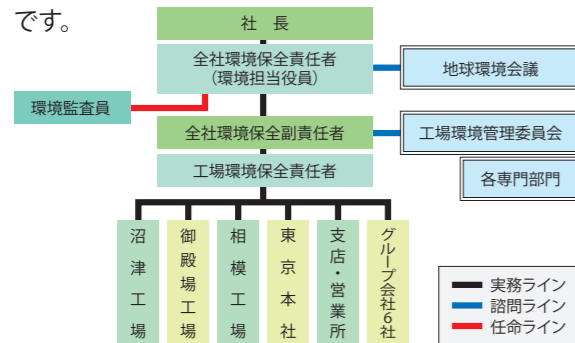 です。
社 長
全社環境保全責任者
(環境担当役員)
地球環境会議
環境監査員
全社環境保全副責任者
工場環境管理委員会
工場環境保全責任者
各専門部門
沼津工場
御殿場工場
相模工場
東京本社
支店・営業所
グループ会社6社
実務ライン
諮問ライン
任命ライン